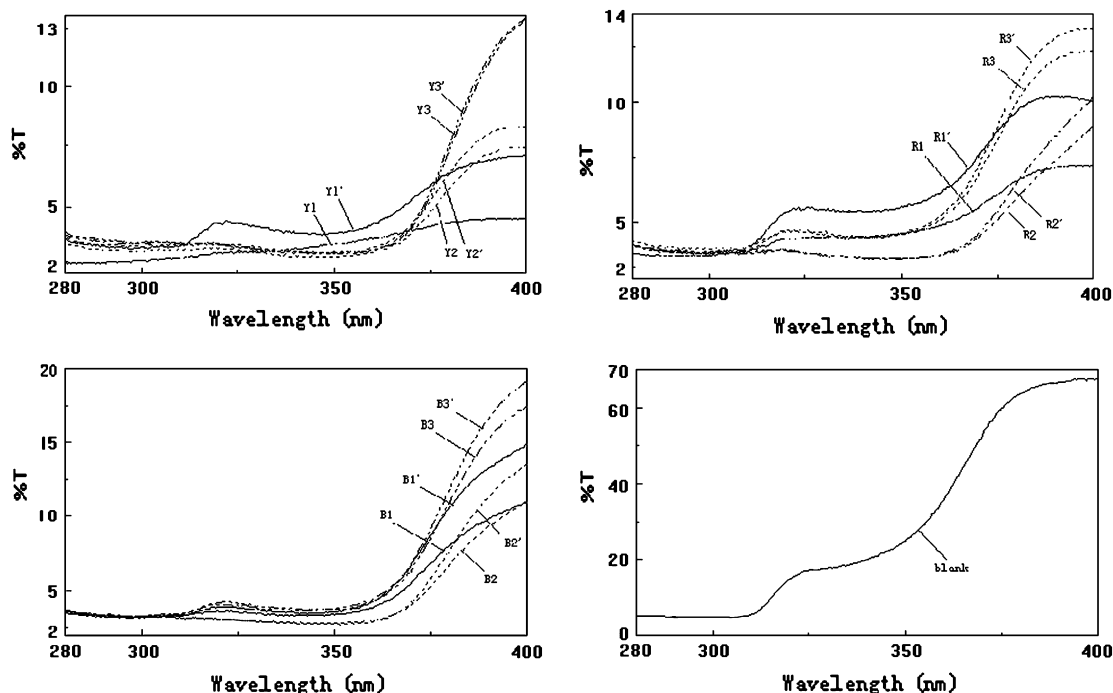 13
10
5
2
%T
Y3'
Y3
Y1'
Y1
Y2
Y2'
280
300
350
400
Wavelength (nm)
14
10
5
2
%T
R3'
R3
R1'
R1
R2'
R2
280
300
350
400
Wavelength (nm)
20
15
10
5
2
%T
B3'
B3
B1'
B1
B2'
B2
280
300
350
400
Wavelength (nm)
70
60
40
20
0
%T
blank
280
300
350
400
Wavelength (nm)